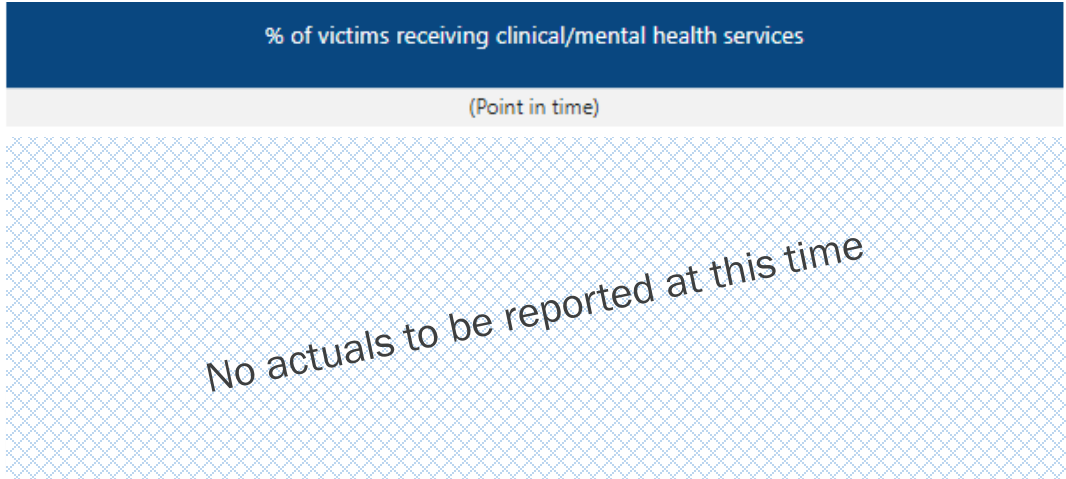 % of victims receiving clinical/mental health services
(Point in time)
No actuals to be reported at this time